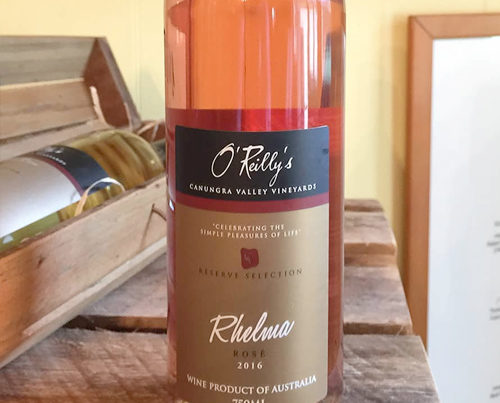 O'Reilly's
CANUNGRA VALLEY VINEYARDS
"CELEBRATING THE
SIMPLE PLEASURES OF LIFE"
RESERVE SELECTION
Rhelma
ROSÉ
2016
WINE PRODUCT OF AUSTRALIA
750ML